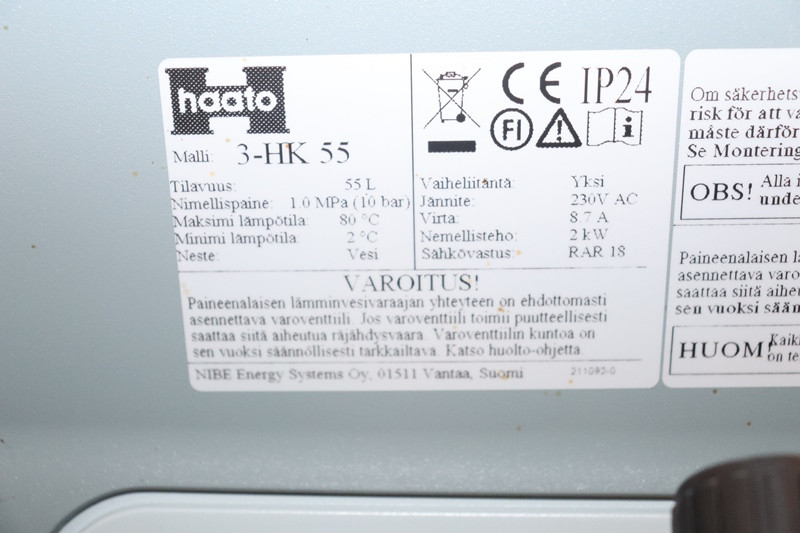 haato
CE IP24
FI
i
Malli: 3-HK 55
Tilavuus: 55 L
Nimellispaine: 1.0 MPa (10 bar)
Maksimi lämpötila: 80 °C
Minimi lämpötila: 2 °C
Neste: Vesi
Vaiheliitäntä: Yksi
Jännite: 230V AC
Virta: 8.7 A
Nemellisteho: 2 kW
Sähkövastus: RAR 18
VAROITUS!
Paineenalaisen lämminvesivaraajan yhteyteen on ehdottomasti
asennettava varoventtiili. Jos varoventtiili toimii puutteellisesti
saattaa siitä aiheutua räjähdysvaara. Varoventtiilin kuntoa on
sen vuoksi säännöllisesti tarkkailtava. Katso huolto-ohjetta.
NIBE Energy Systems Oy, 01511 Vantaa, Suomi 211092-0
Om säkerhets
risk för att va
måste därför
Se Montering
OBS! Alla i
unde
Paineenalaisen lä
asennettava varo
saattaa siitä aiheu
sen vuoksi sään
HUOM! Kaik
on te